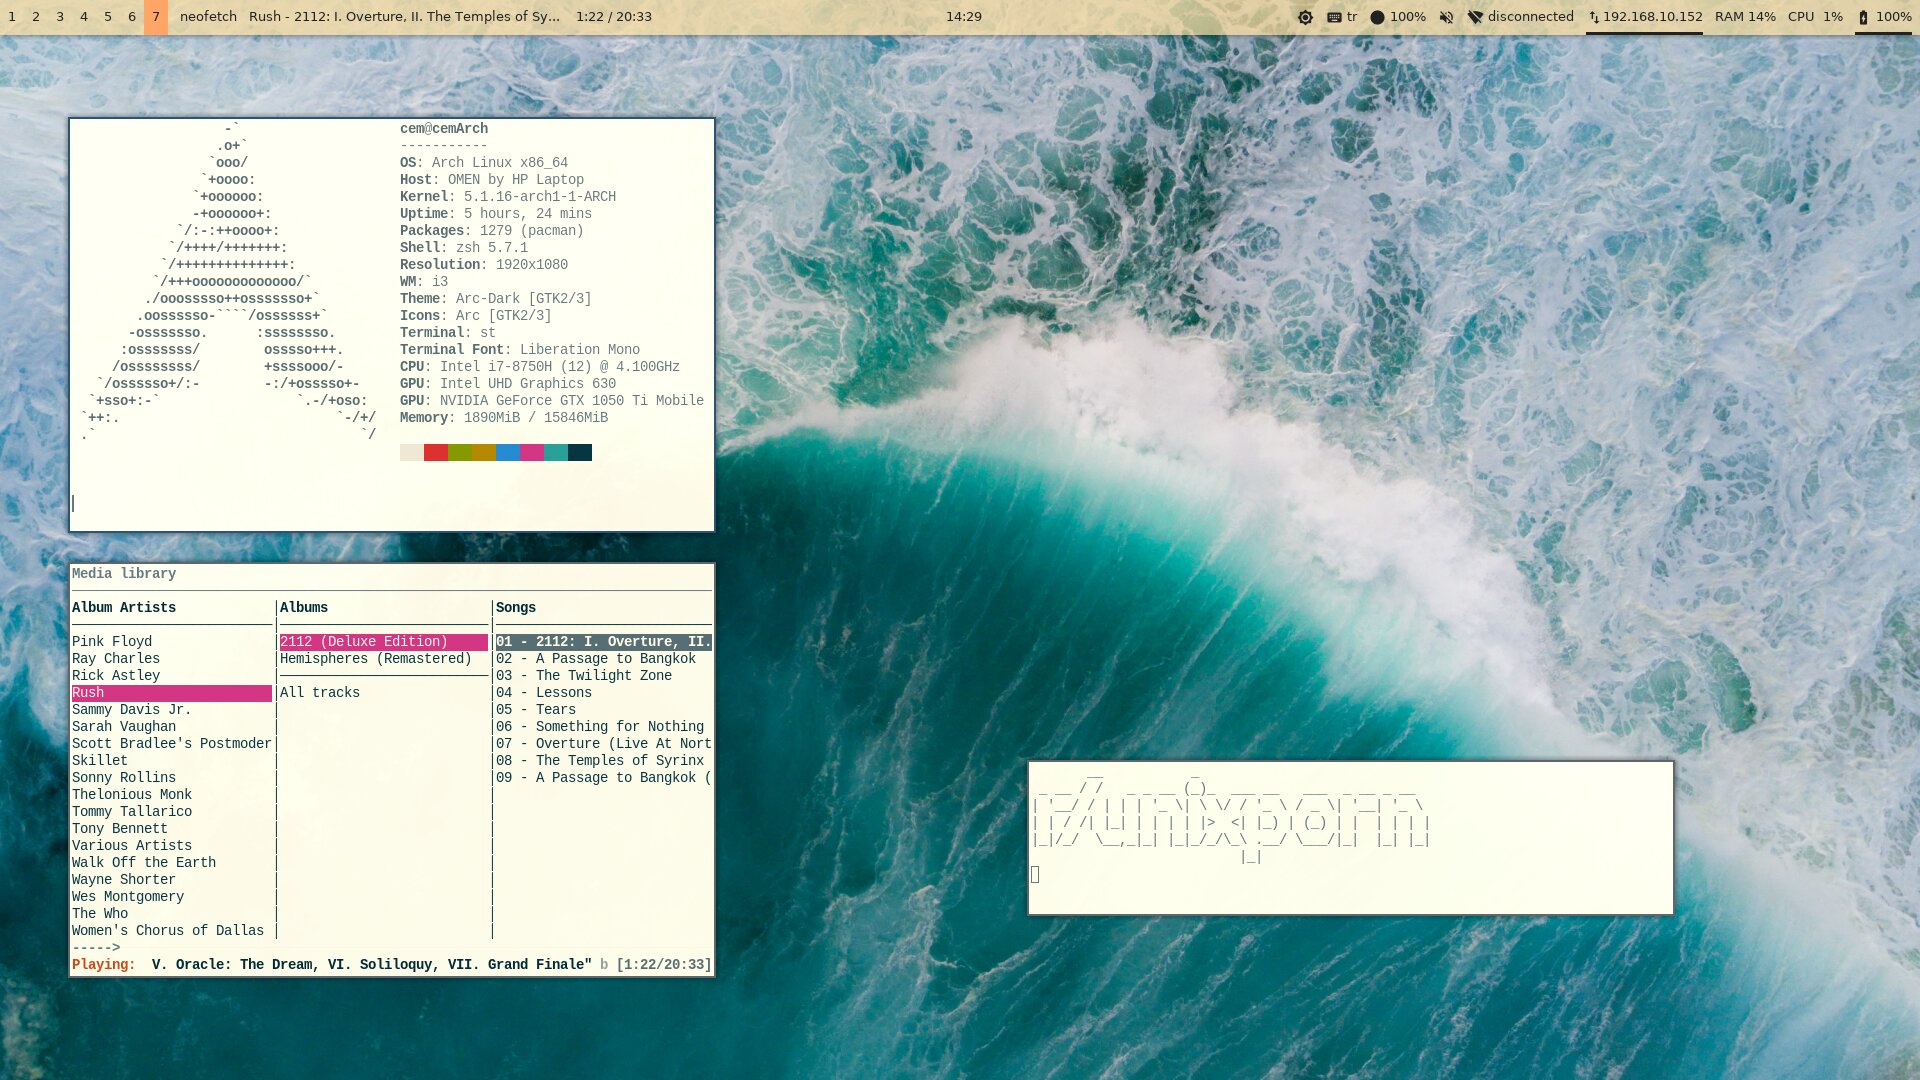 1 2 3 4 5 6 7 neofetch Rush - 2112: I. Overture, II. The Temples of Sy... 1:22 / 20:33 14:29 tr 100% disconnected 192.168.10.152 RAM 14% CPU 1% 100%
cem@cemArch
-----------
OS: Arch Linux x86_64
Host: OMEN by HP Laptop
Kernel: 5.1.16-arch1-1-ARCH
Uptime: 5 hours, 24 mins
Packages: 1279 (pacman)
Shell: zsh 5.7.1
Resolution: 1920x1080
WM: i3
Theme: Arc-Dark [GTK2/3]
Icons: Arc [GTK2/3]
Terminal: st
Terminal Font: Liberation Mono
CPU: Intel i7-8750H (12) @ 4.100GHz
GPU: Intel UHD Graphics 630
GPU: NVIDIA GeForce GTX 1050 Ti Mobile
Memory: 1890MiB / 15846MiB
Media library
Album Artists Albums Songs
Pink Floyd 2112 (Deluxe Edition) 01 - 2112: I. Overture, II.
Ray Charles Hemispheres (Remastered) 02 - A Passage to Bangkok
Rick Astley 03 - The Twilight Zone
Rush All tracks 04 - Lessons
Sammy Davis Jr. 05 - Tears
Sarah Vaughan 06 - Something for Nothing
Scott Bradlee's Postmoder 07 - Overture (Live At Nort
Skillet 08 - The Temples of Syrinx
Sonny Rollins 09 - A Passage to Bangkok (
Thelonious Monk
Tommy Tallarico
Tony Bennett
Various Artists
Walk Off the Earth
Wayne Shorter
Wes Montgomery
The Who
Women's Chorus of Dallas
----->
Playing: V. Oracle: The Dream, VI. Soliloquy, VII. Grand Finale" b [1:22/20:33]
r/unixporn